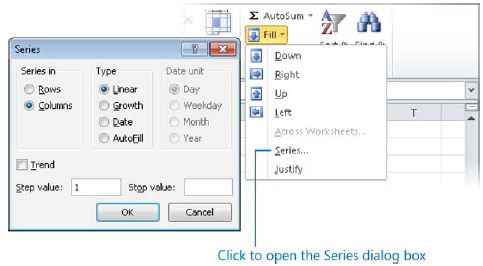 Σ AutoSum
Fill
Series
Down
Series in
Type
Date unit
Right
Rows
Linear
Day
Up
Columns
Growth
Weekday
Left
T
Date
Month
Across Worksheets...
AutoFill
Year
Series...
Trend
Justify
Step value: 1
Stop value:
OK
Cancel
Click to open the Series dialog box